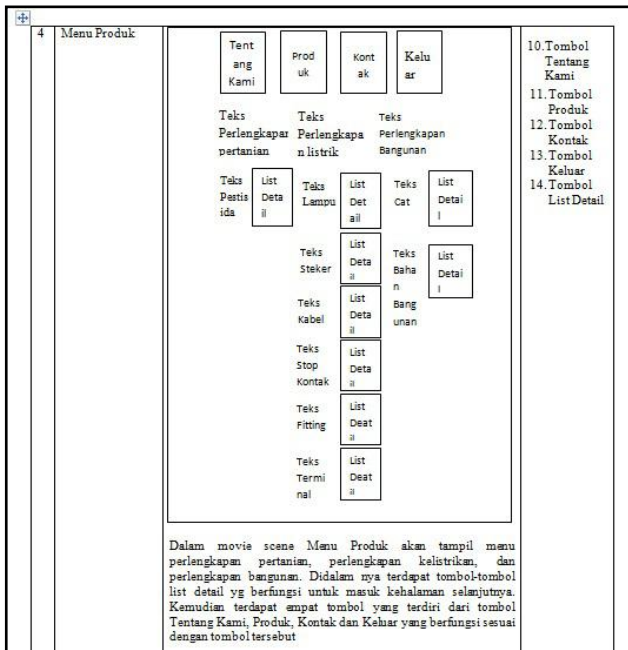 4 Menu Produk
Tent
ang
Kami
Prod
uk
Kont
ak
Kelu
ar
Teks
Perlengkapan
pertanian
Teks
Perlengkapa
n listrik
Teks
Perlengkapan
Bangunan
Teks
Pestis
ida
List
Deta
il
Teks
Lampu
List
Det
ail
Teks
Cat
List
Detai
l
Teks
Steker
List
Deta
il
Teks
Baha
n
Bang
unan
List
Detai
l
Teks
Kabel
List
Deta
il
Teks
Stop
Kontak
List
Deta
il
Teks
Fitting
List
Deat
il
Teks
Termi
nal
List
Deat
il
Dalam movie scene Menu Produk akan tampil menu
perlengkapan pertanian, perlengkapan kelistrikan, dan
perlengkapan bangunan. Didalam nya terdapat tombol-tombol
list detail yg berfungsi untuk masuk kehalaman selanjutnya.
Kemudian terdapat empat tombol yang terdiri dari tombol
Tentang Kami, Produk, Kontak dan Keluar yang berfungsi sesuai
dengan tombol tersebut
10.Tombol
Tentang
Kami
11.Tombol
Produk
12.Tombol
Kontak
13.Tombol
Keluar
14.Tombol
List Detail